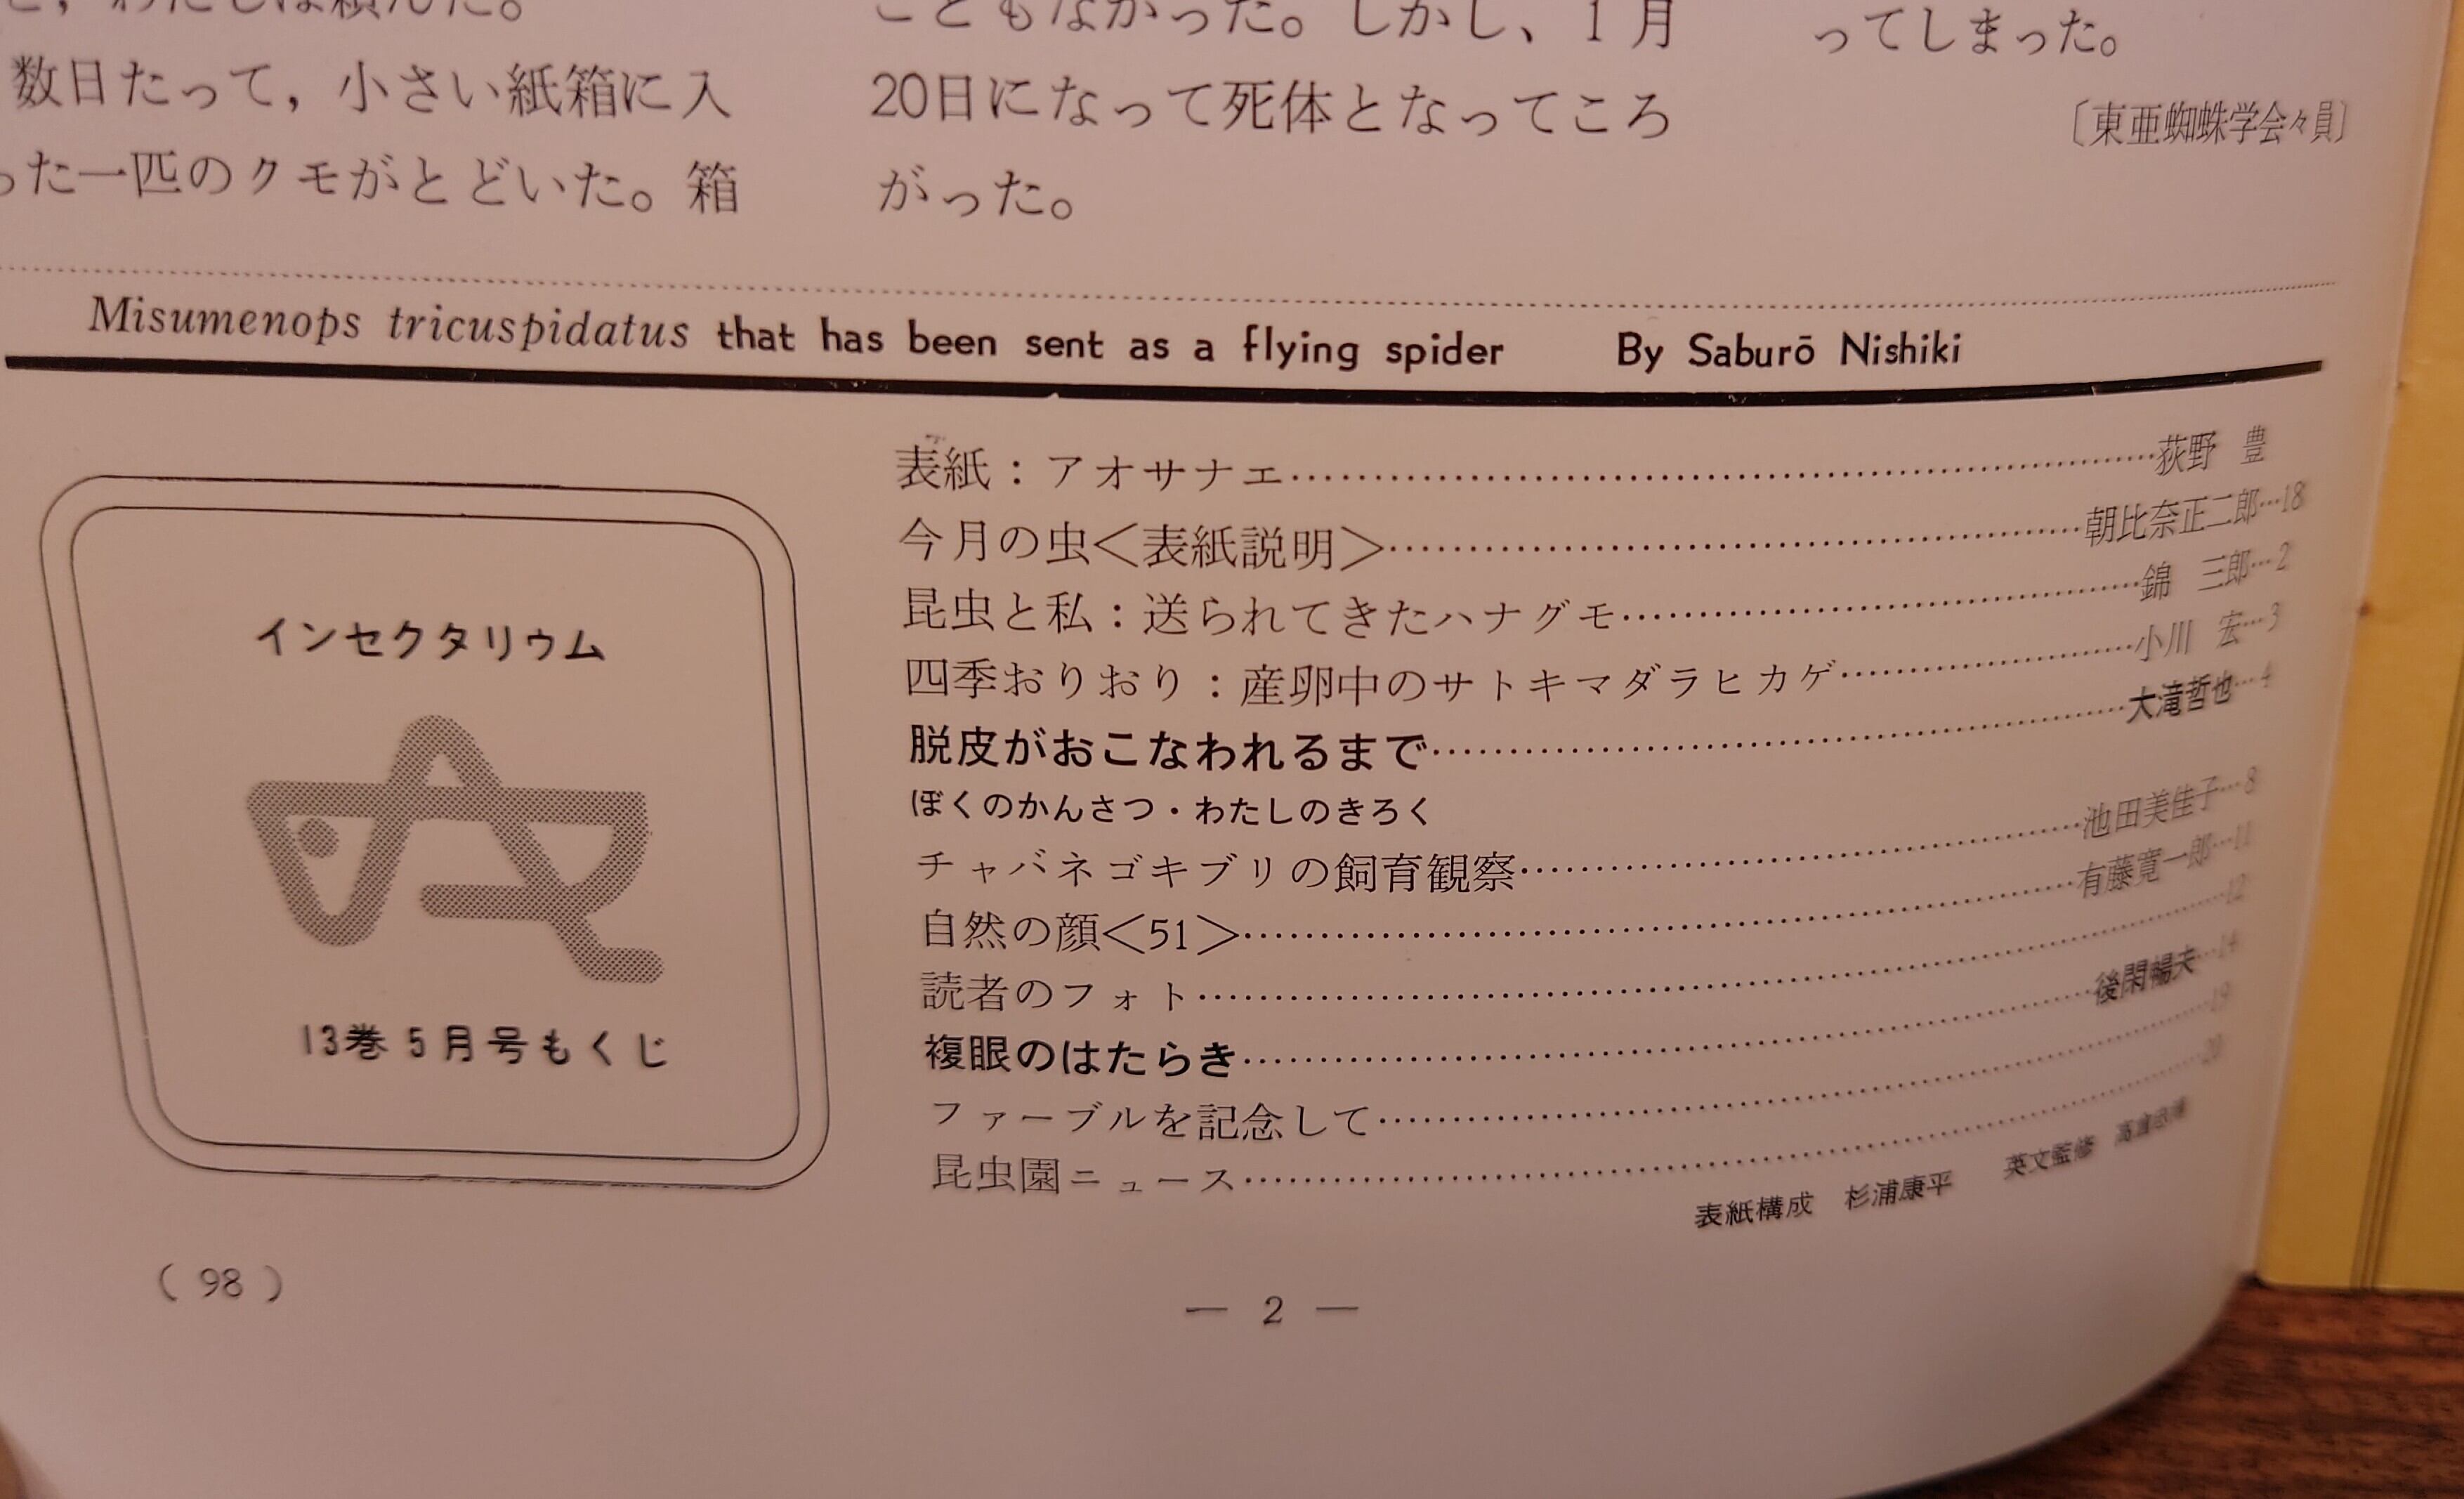 と，わたしは頼んだ。
数日たって，小さい紙箱に入
った一匹のクモがとどいた。箱
こともなかった。しかし、1月
20日になって死体となってころ
がった。
ってしまった。
〔東亜蜘蛛学会々員〕
Misumenops tricuspidatus that has been sent as a flying spider By Saburō Nishiki
インセクタリゥム
13巻5月号もくじ
表紙：アオサナエ……荻野　豊
今月の虫＜表紙説明＞……朝比奈正二郎…18
昆虫と私：送られてきたハナグモ……錦　三郎…2
四季おりおり：産卵中のサトキマダラヒカゲ……小川　宏…3
脱皮がおこなわれるまで……大滝哲也…4
ぼくのかんさつ・わたしのきろく
チャバネゴキブリの飼育観察……池田美佳子…8
自然の顔＜51＞……有藤寛一郎…11
読者のフォト……12
複眼のはたらき……後閑暢夫…14
ファーブルを記念して……19
昆虫園ニュース……20
表紙構成　杉浦康平　英文監修
（98）
— 2 —